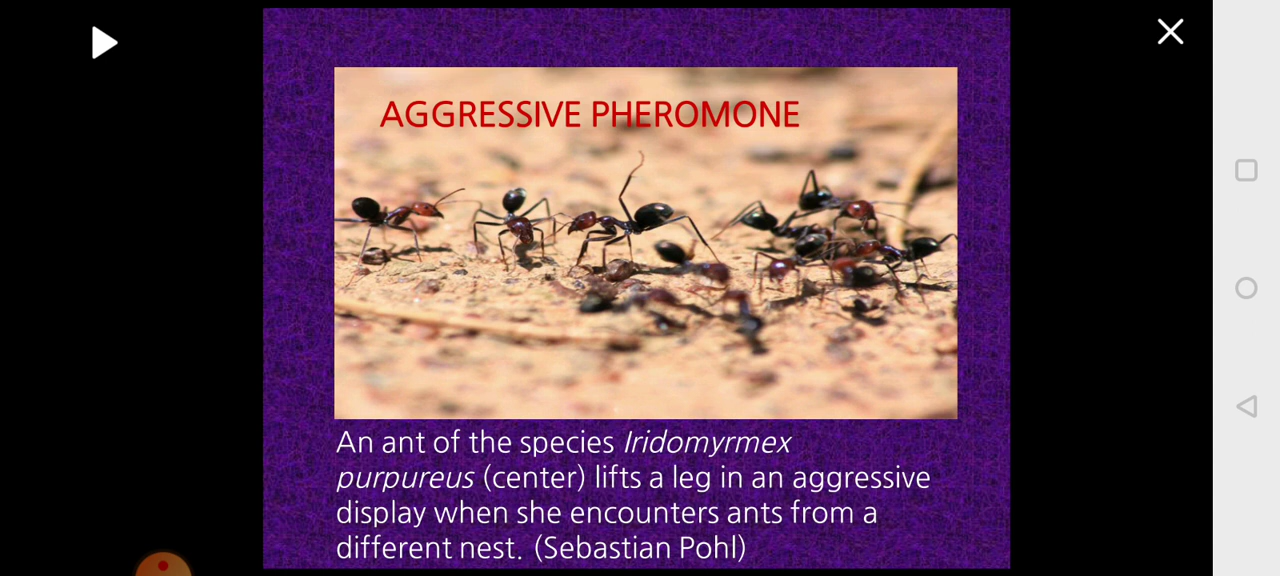 AGGRESSIVE PHEROMONE
An ant of the species Iridomyrmex
purpureus (center) lifts a leg in an aggressive
display when she encounters ants from a
different nest. (Sebastian Pohl)